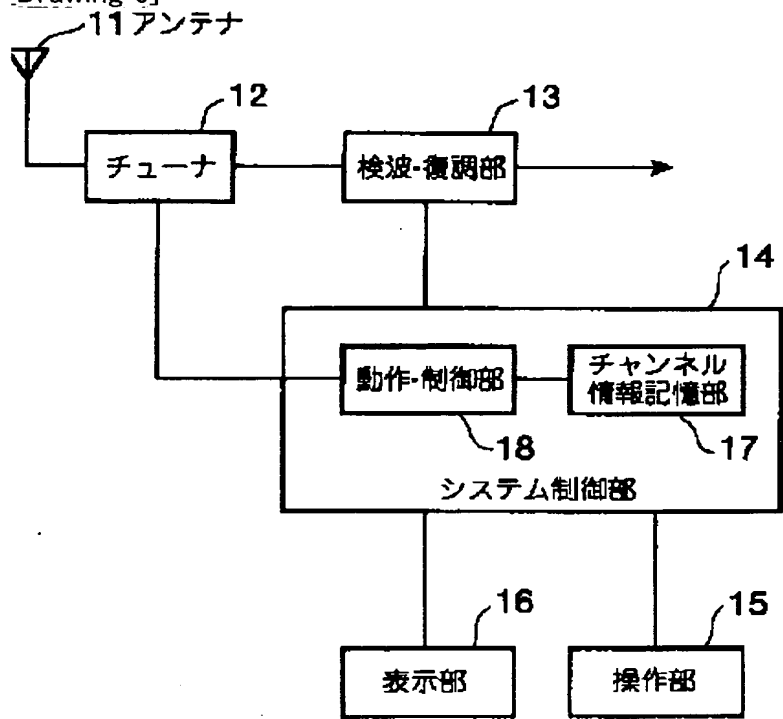 11アンテナ
12
13
チューナ
検波・復調部
14
動作・制御部
チャンネル
情報記憶部
18
17
システム制御部
16
15
表示部
操作部